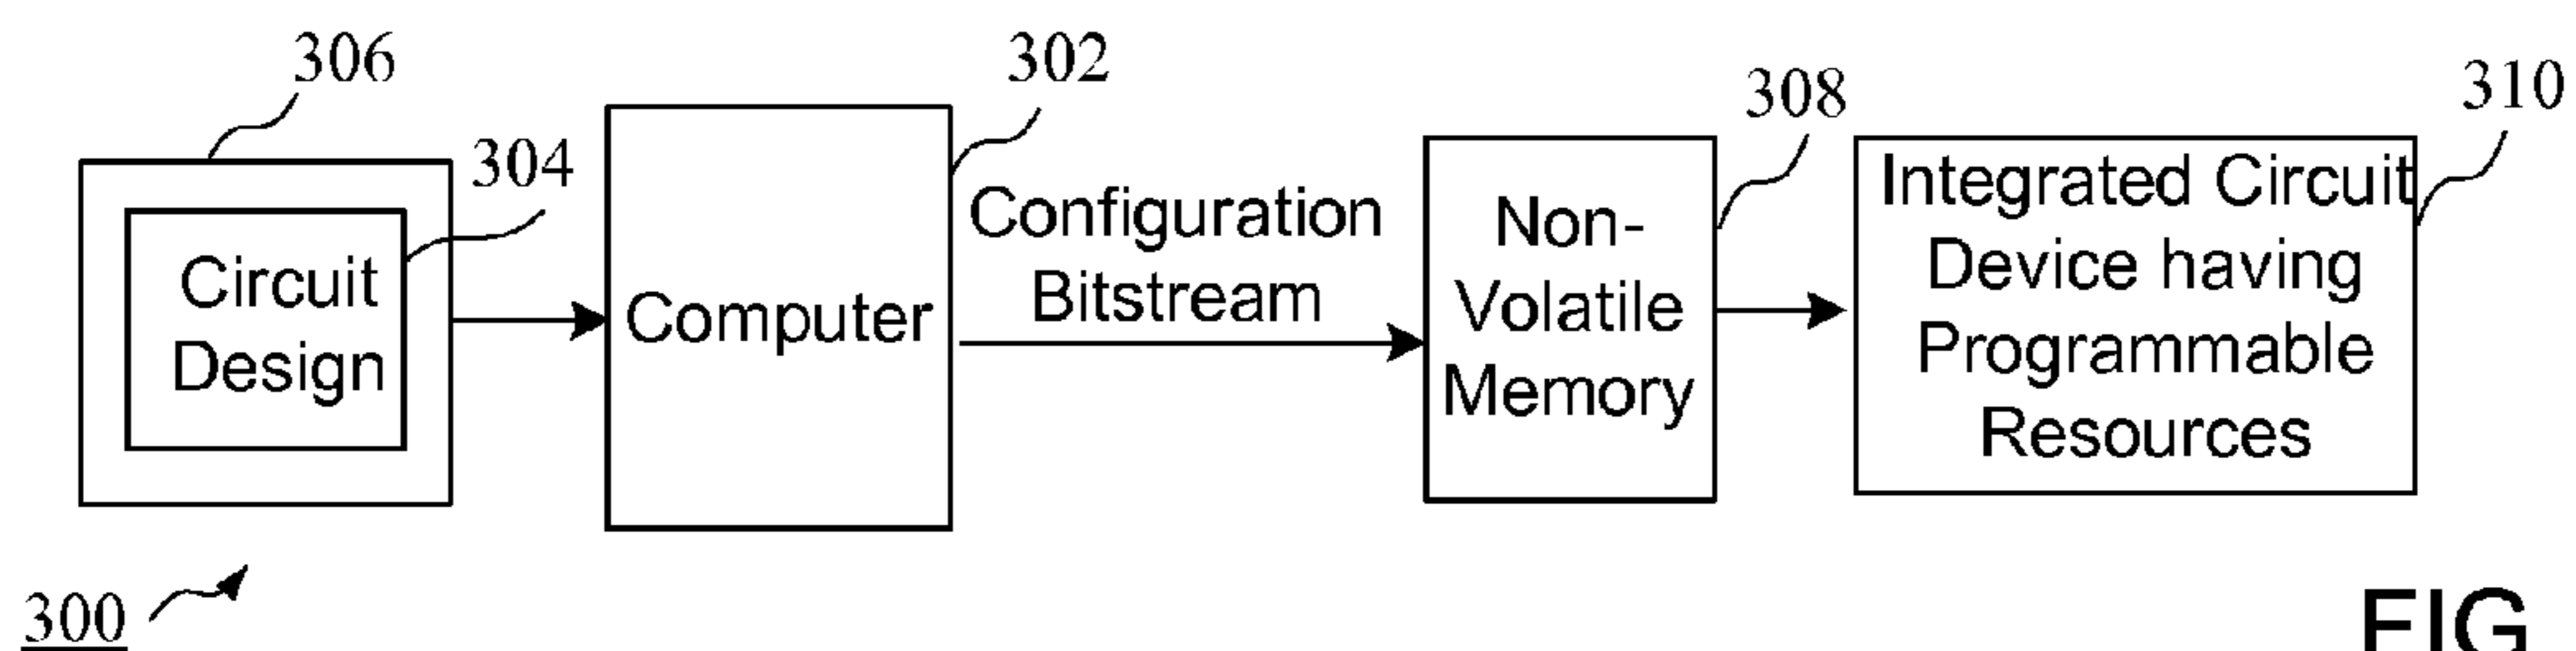 306
302
308
310
304
Circuit
Design
Computer
Configuration
Bitstream
Non-
Volatile
Memory
Integrated Circuit
Device having
Programmable
Resources
300
FIG